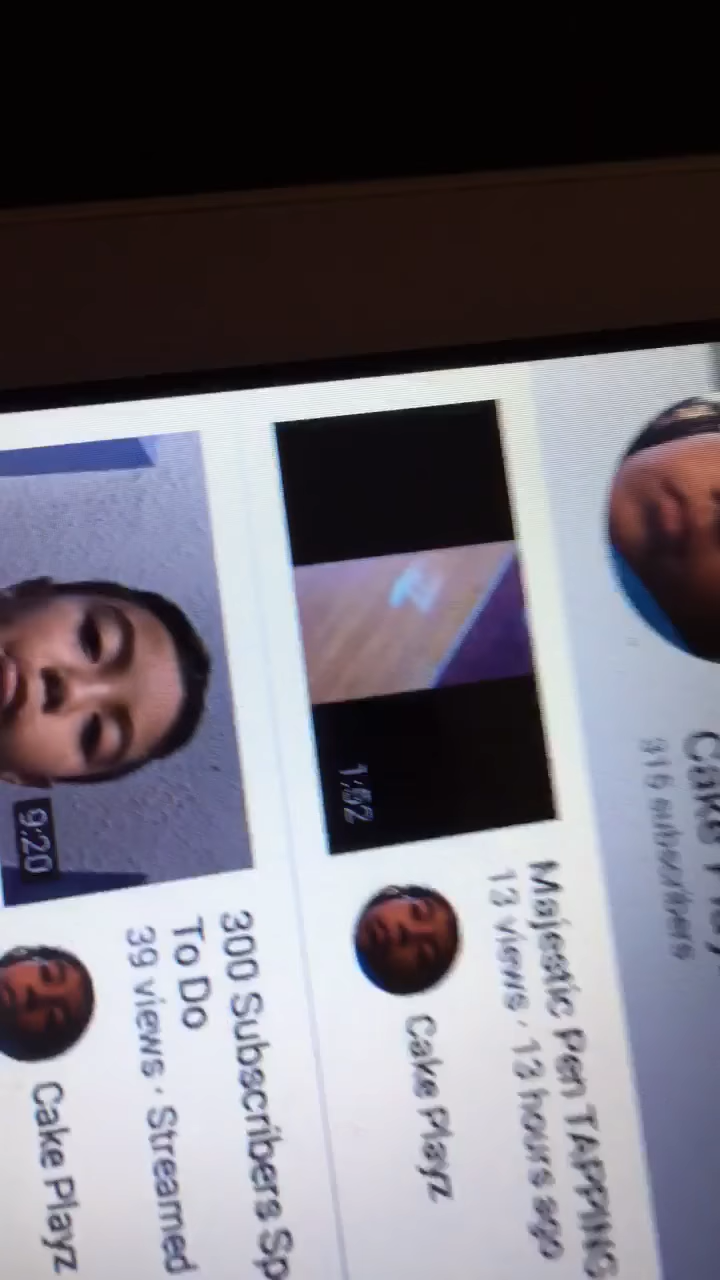 Cake Play
315 subscribers
1:52
Majestic Pen TAPPING
13 views · 13 hours ago
Cake Playz
9:20
300 Subscribers Sp
To Do
39 views · Streamed
Cake Playz